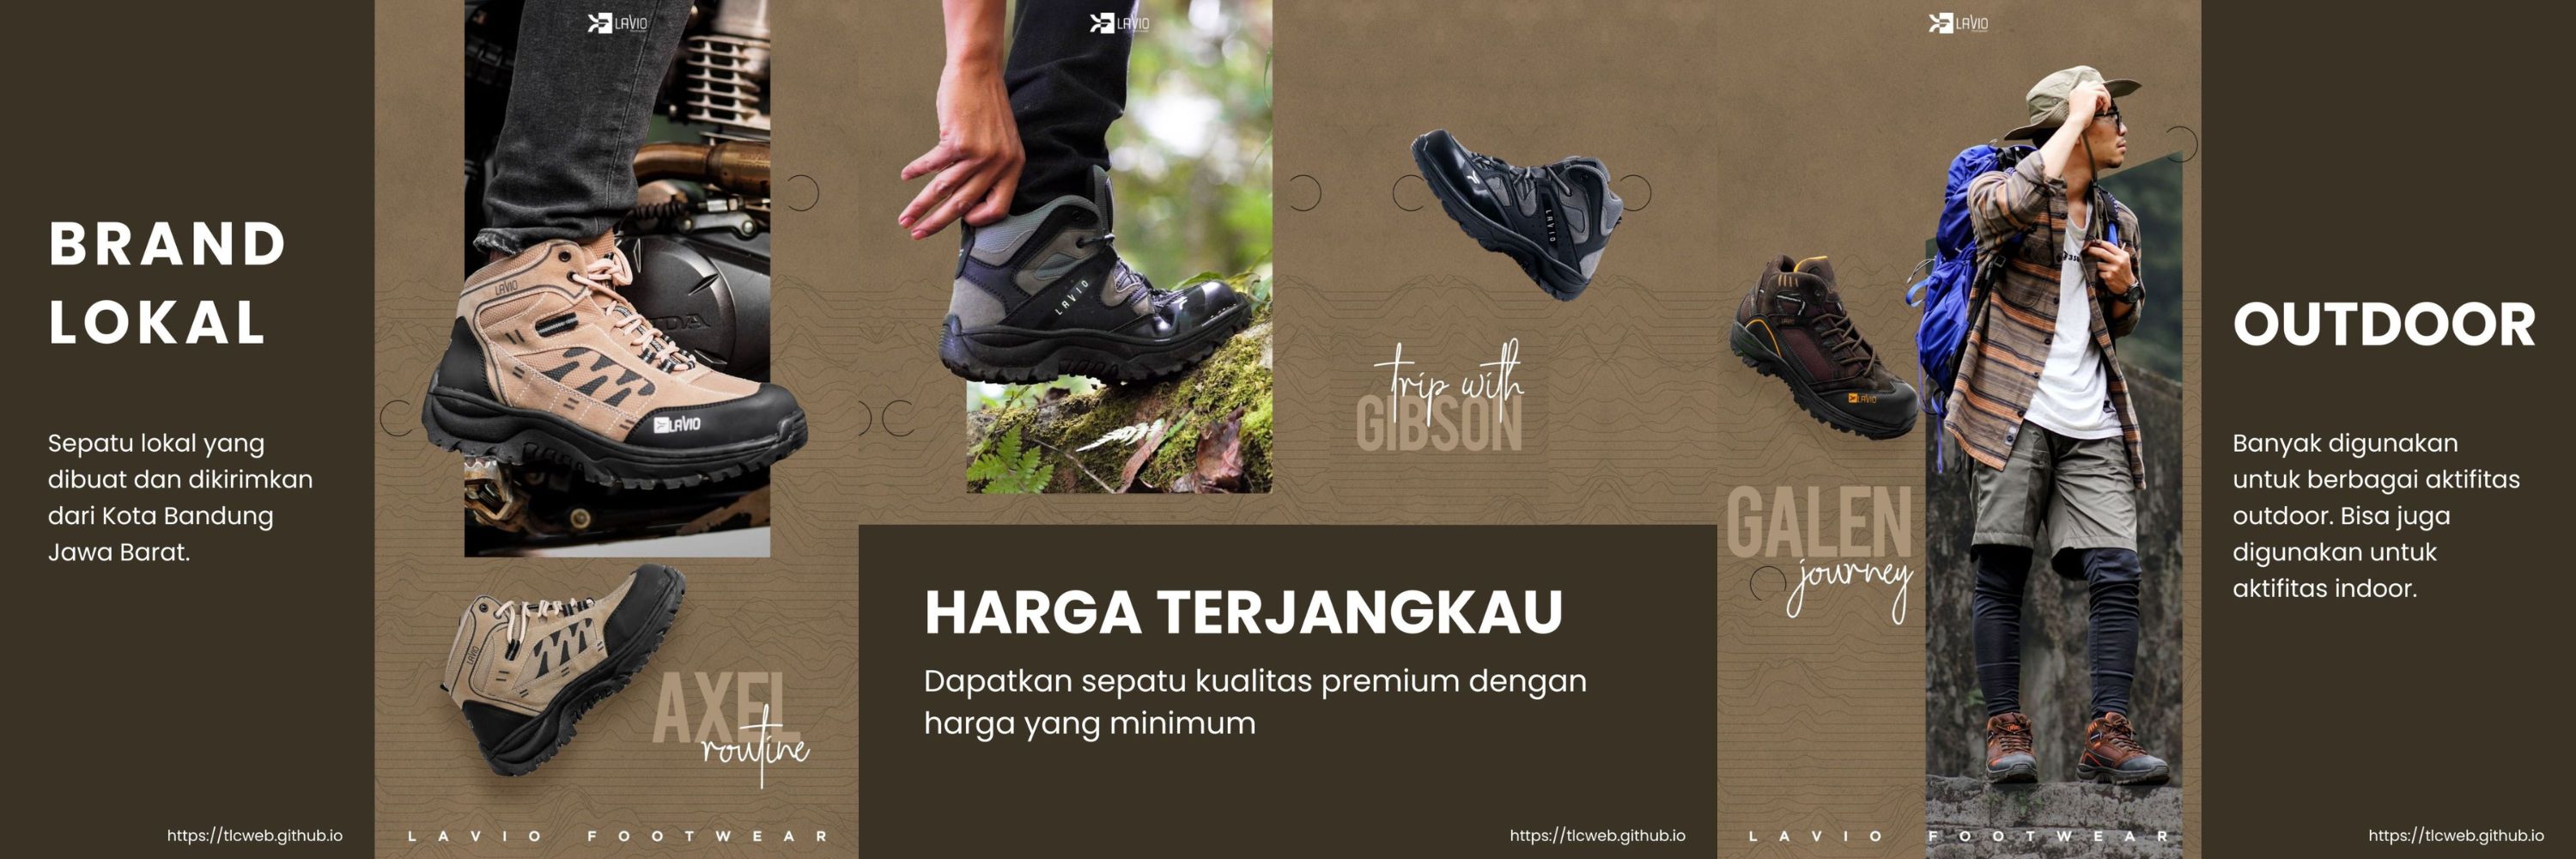 BRAND
LOKAL
Sepatu lokal yang
dibuat dan dikirimkan
dari Kota Bandung
Jawa Barat.
https://tlcweb.github.io
LAVIO
LAVIO
LAVIO
AXEL
routine
LAVIO FOOTWEAR
LAVIO
LAVIO
LAVIO
trip with
GIBSON
HARGA TERJANGKAU
Dapatkan sepatu kualitas premium dengan
harga yang minimum
https://tlcweb.github.io
LAVIO
LAVIO
GALEN
journey
LAVIO FOOTWEAR
OUTDOOR
Banyak digunakan
untuk berbagai aktifitas
outdoor. Bisa juga
digunakan untuk
aktifitas indoor.
https://tlcweb.github.io